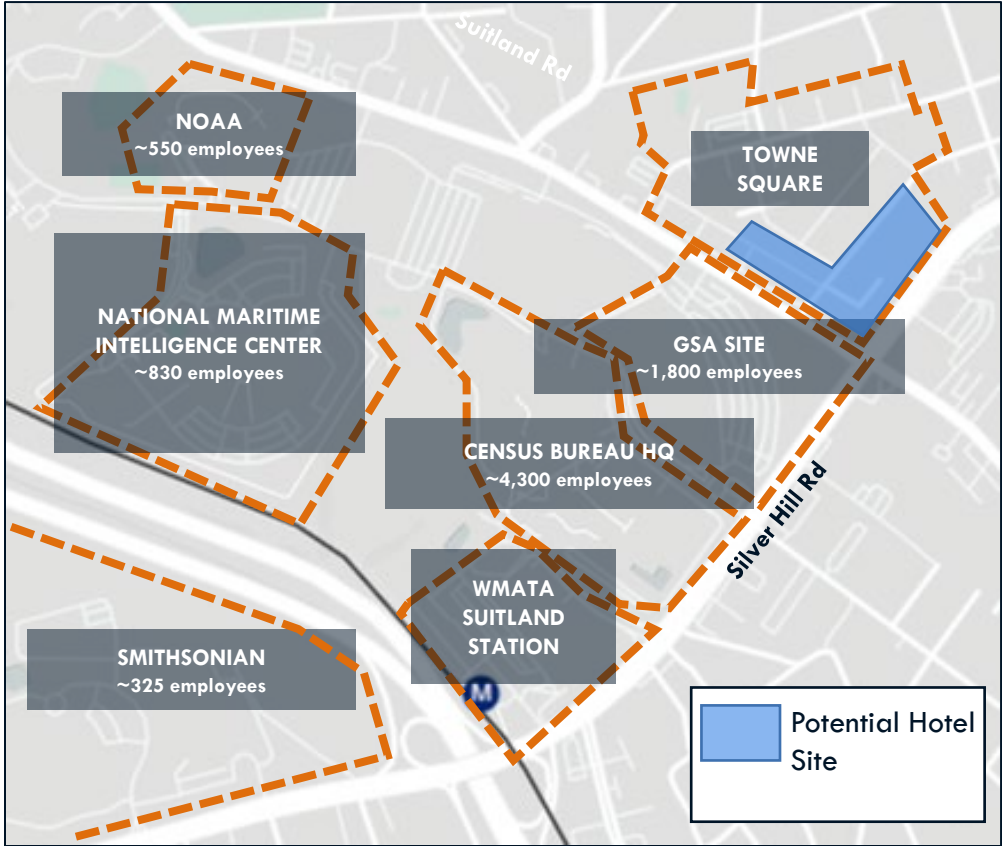 Suitland Rd
NOAA
~550 employees
TOWNE
SQUARE
NATIONAL MARITIME
INTELLIGENCE CENTER
~830 employees
GSA SITE
~1,800 employees
CENSUS BUREAU HQ
~4,300 employees
Silver Hill Rd
WMATA
SUITLAND
STATION
SMITHSONIAN
~325 employees
M
Potential Hotel
Site